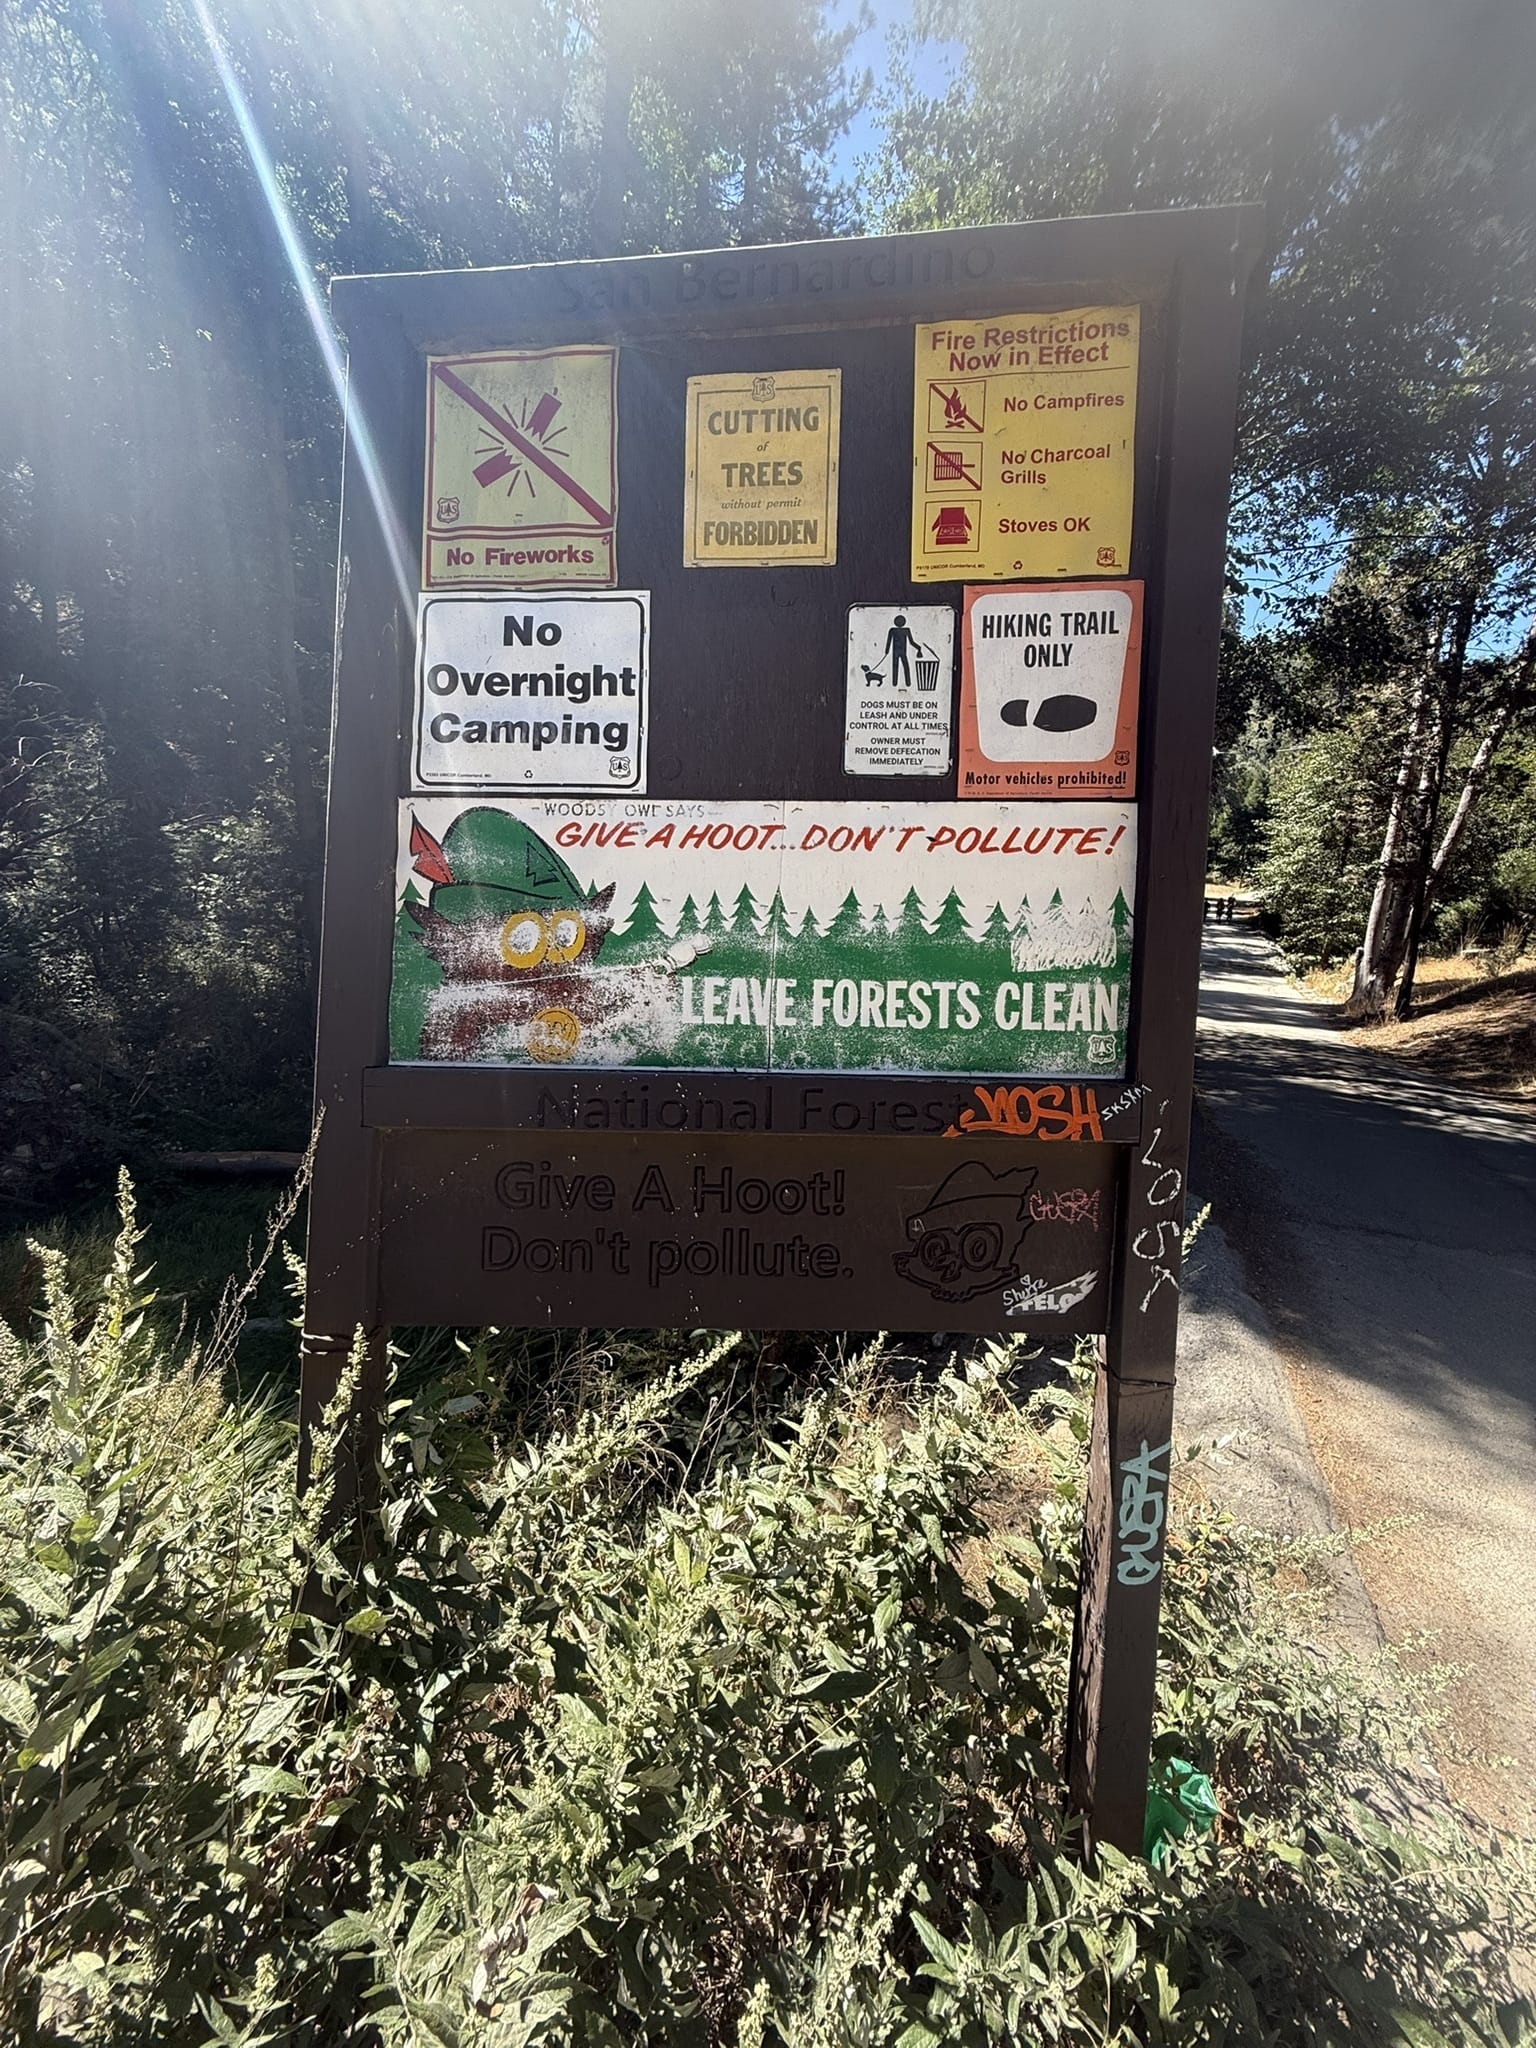 San Bernardino
No Fireworks
CUTTING
of
TREES
without permit
FORBIDDEN
Fire Restrictions
Now in Effect
No Campfires
No Charcoal
Grills
Stoves OK
No
Overnight
Camping
DOGS MUST BE ON
LEASH AND UNDER
CONTROL AT ALL TIMES
OWNER MUST
REMOVE DEFECATION
IMMEDIATELY
HIKING TRAIL
ONLY
Motor vehicles prohibited!
WOODSY OWL SAYS
GIVE A HOOT...DON'T POLLUTE!
LEAVE FORESTS CLEAN
National Forest
Give A Hoot!
Don't pollute.